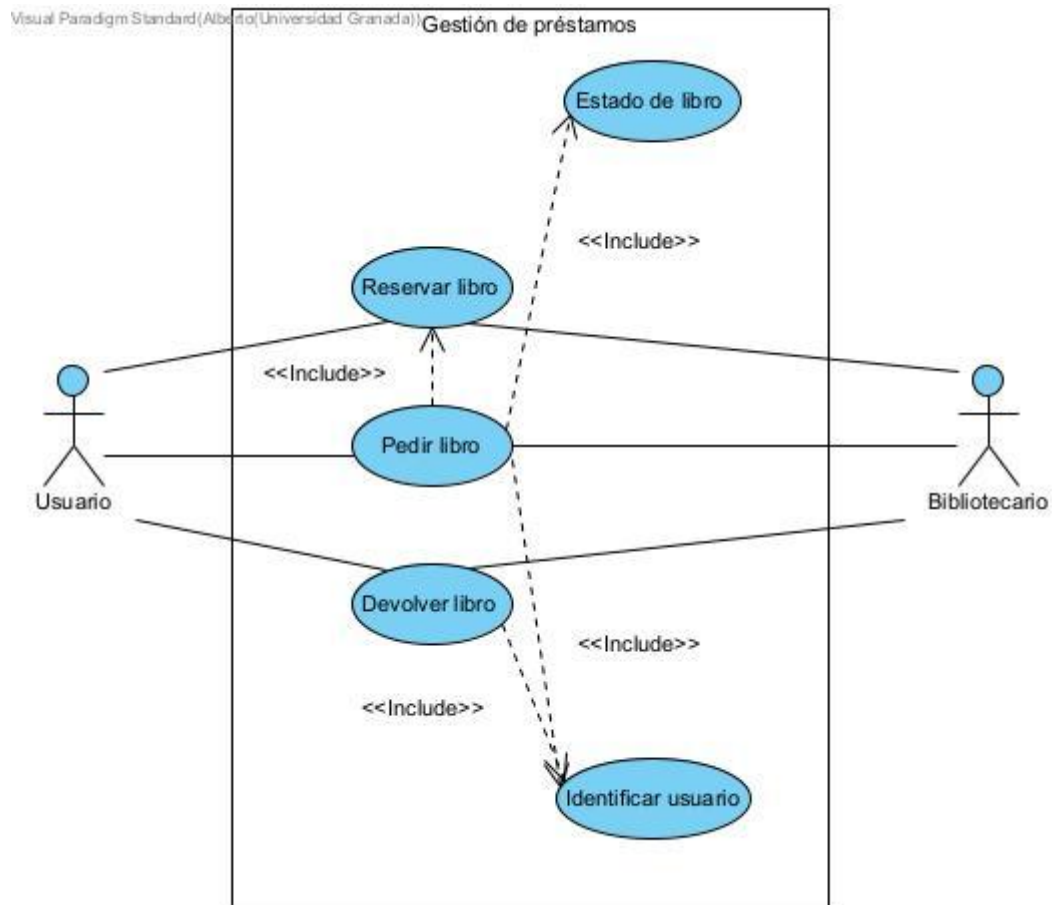 Visual Paradigm Standard(Alberto(Universidad Granada))
Gestión de préstamos
Estado de libro
<<Include>>
Reservar libro
<<Include>>
Pedir libro
Usuario
Bibliotecario
Devolver libro
<<Include>>
<<Include>>
Identificar usuario